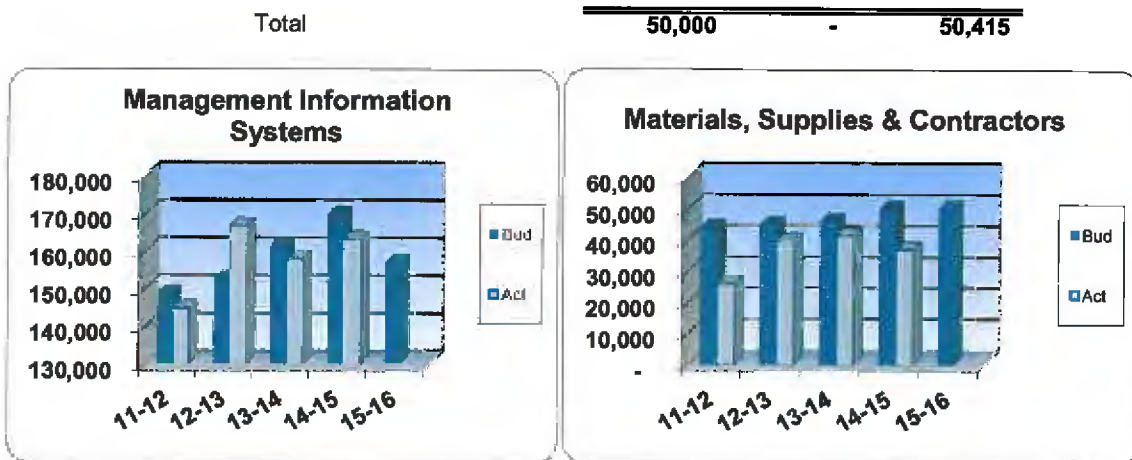 Total 50,000 - 50,415
Management Information
Systems
180,000
170,000
160,000
150,000
140,000
130,000
11-12 12-13 13-14 14-15 15-16
Bud
Act
Materials, Supplies & Contractors
60,000
50,000
40,000
30,000
20,000
10,000
-
11-12 12-13 13-14 14-15 15-16
Bud
Act